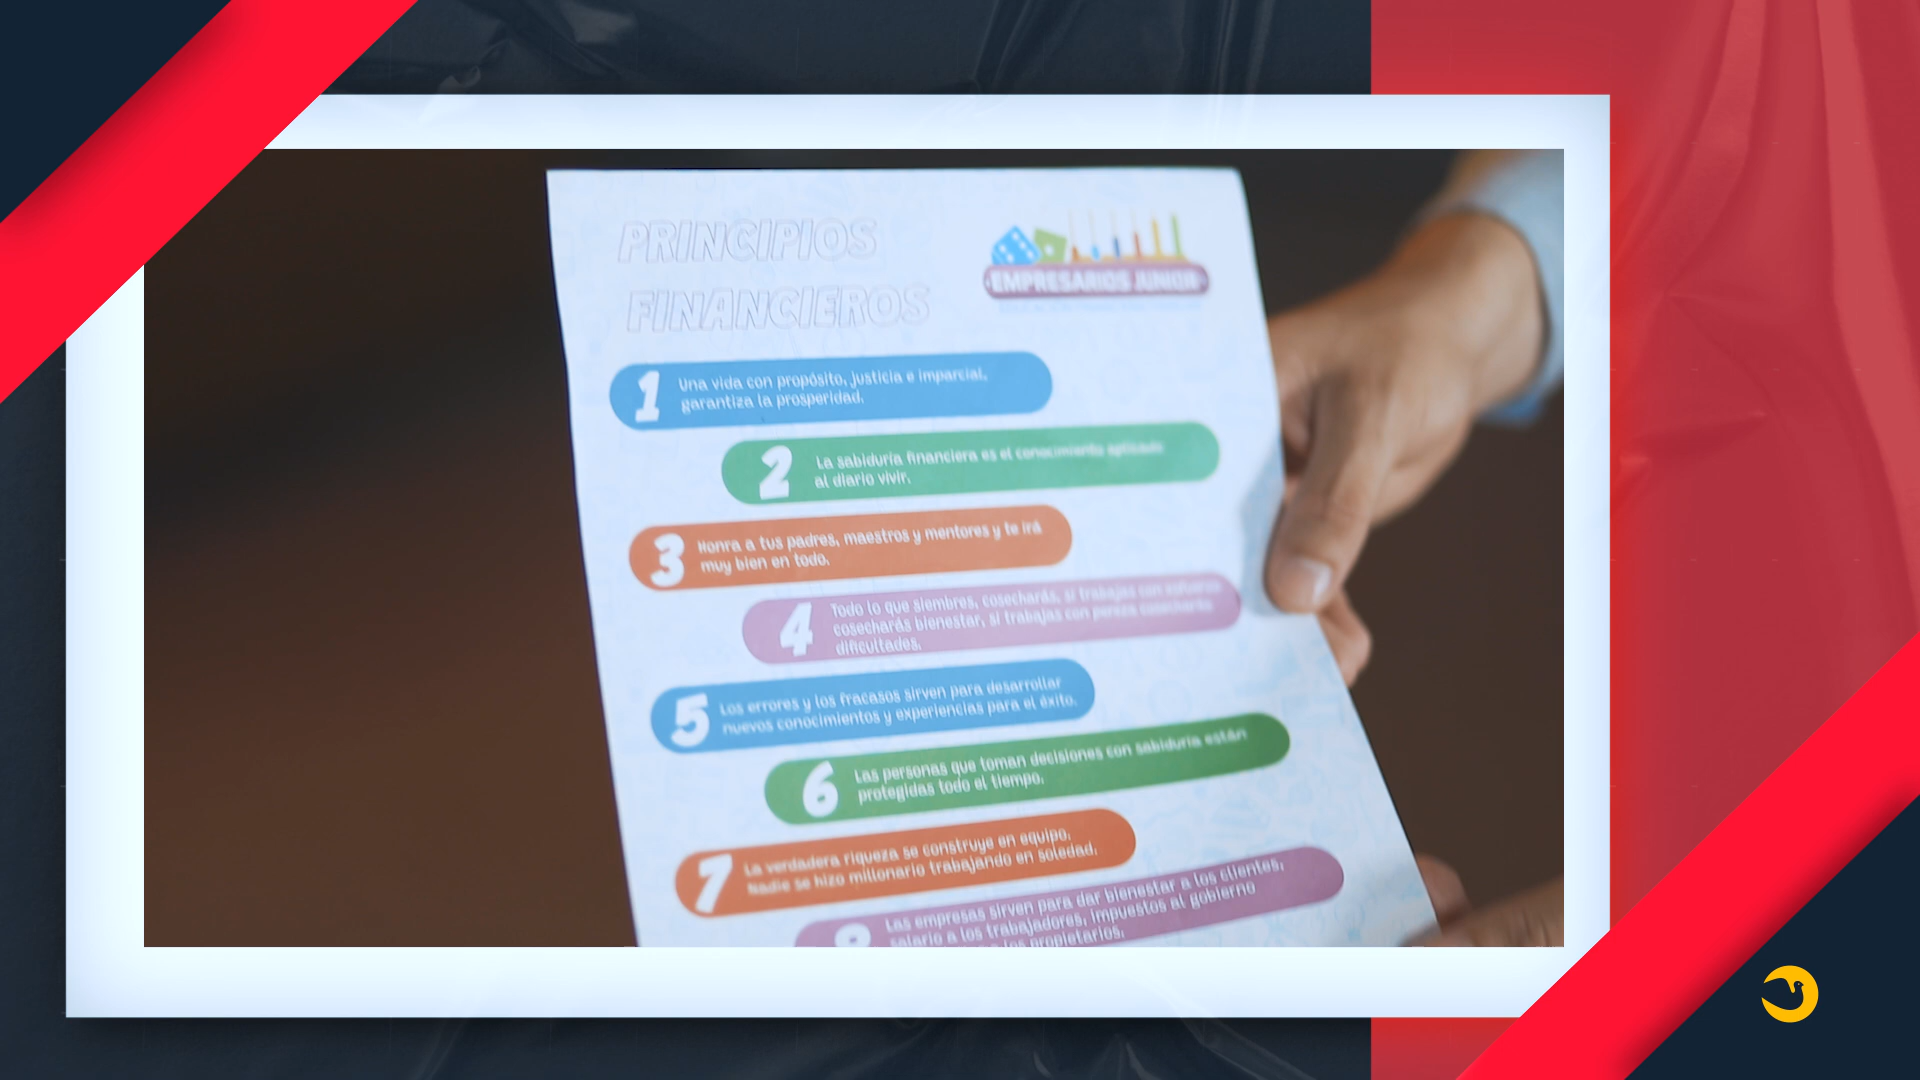 PRINCIPIOS
FINANCIEROS
EMPRESARIOS JUNIOR
1
Una vida con propósito, justicia e imparcial,
garantiza la prosperidad.
2
La sabiduría financiera es el conocimiento aplicado
al diario vivir.
3
Honra a tus padres, maestros y mentores y te irá
muy bien en todo.
4
Todo lo que siembres, cosecharás, si trabajas con esfuerzo
cosecharás bienestar, si trabajas con pereza cosecharás
dificultades.
5
Los errores y los fracasos sirven para desarrollar
nuevos conocimientos y experiencias para el éxito.
6
Las personas que toman decisiones con sabiduría están
protegidas todo el tiempo.
7
La verdadera riqueza se construye en equipo.
Nadie se hizo millonario trabajando en soledad.
8
Las empresas sirven para dar bienestar a los clientes,
salario a los trabajadores, impuestos al gobierno
los propietarios.